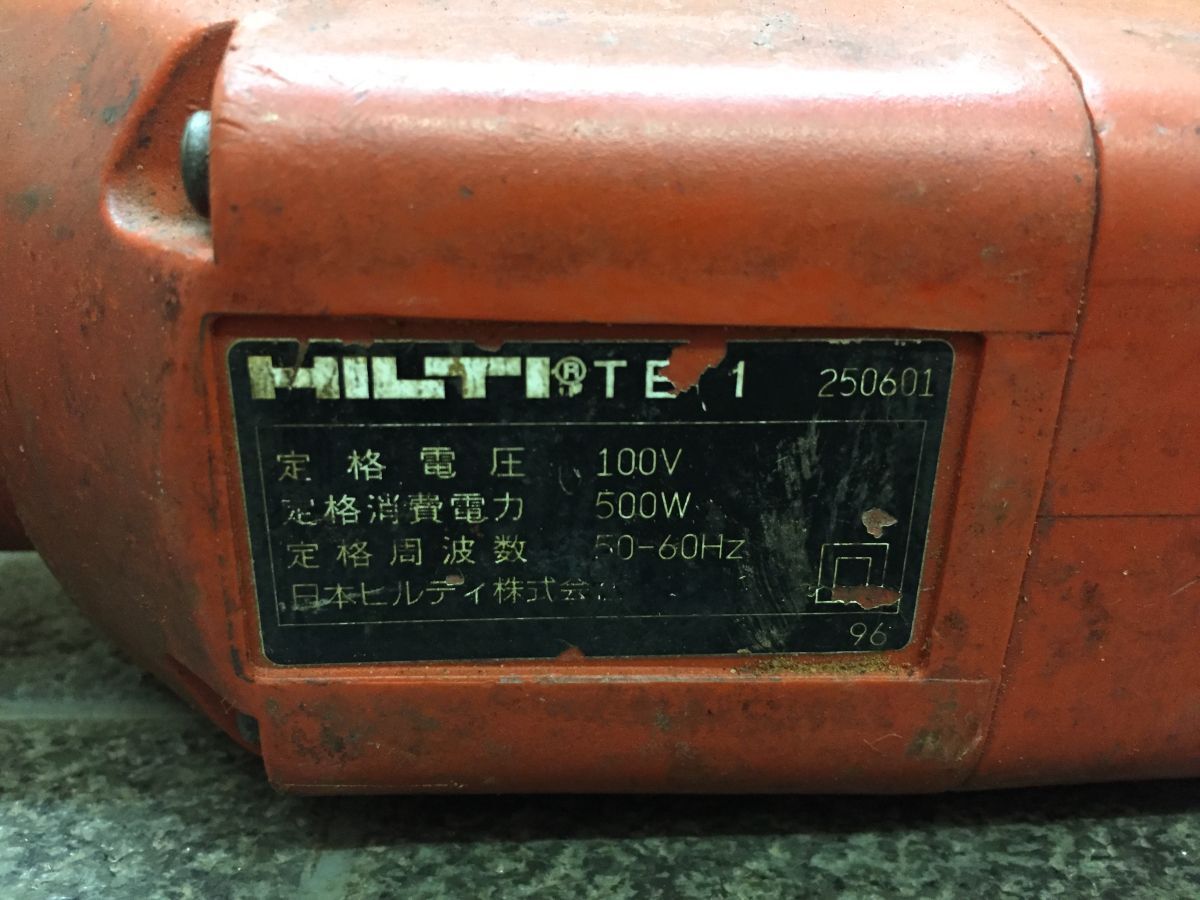 HILTI® TE 1 250601
定格電圧 100V
定格消費電力 500W
定格周波数 50-60Hz
日本ヒルティ株式会
96